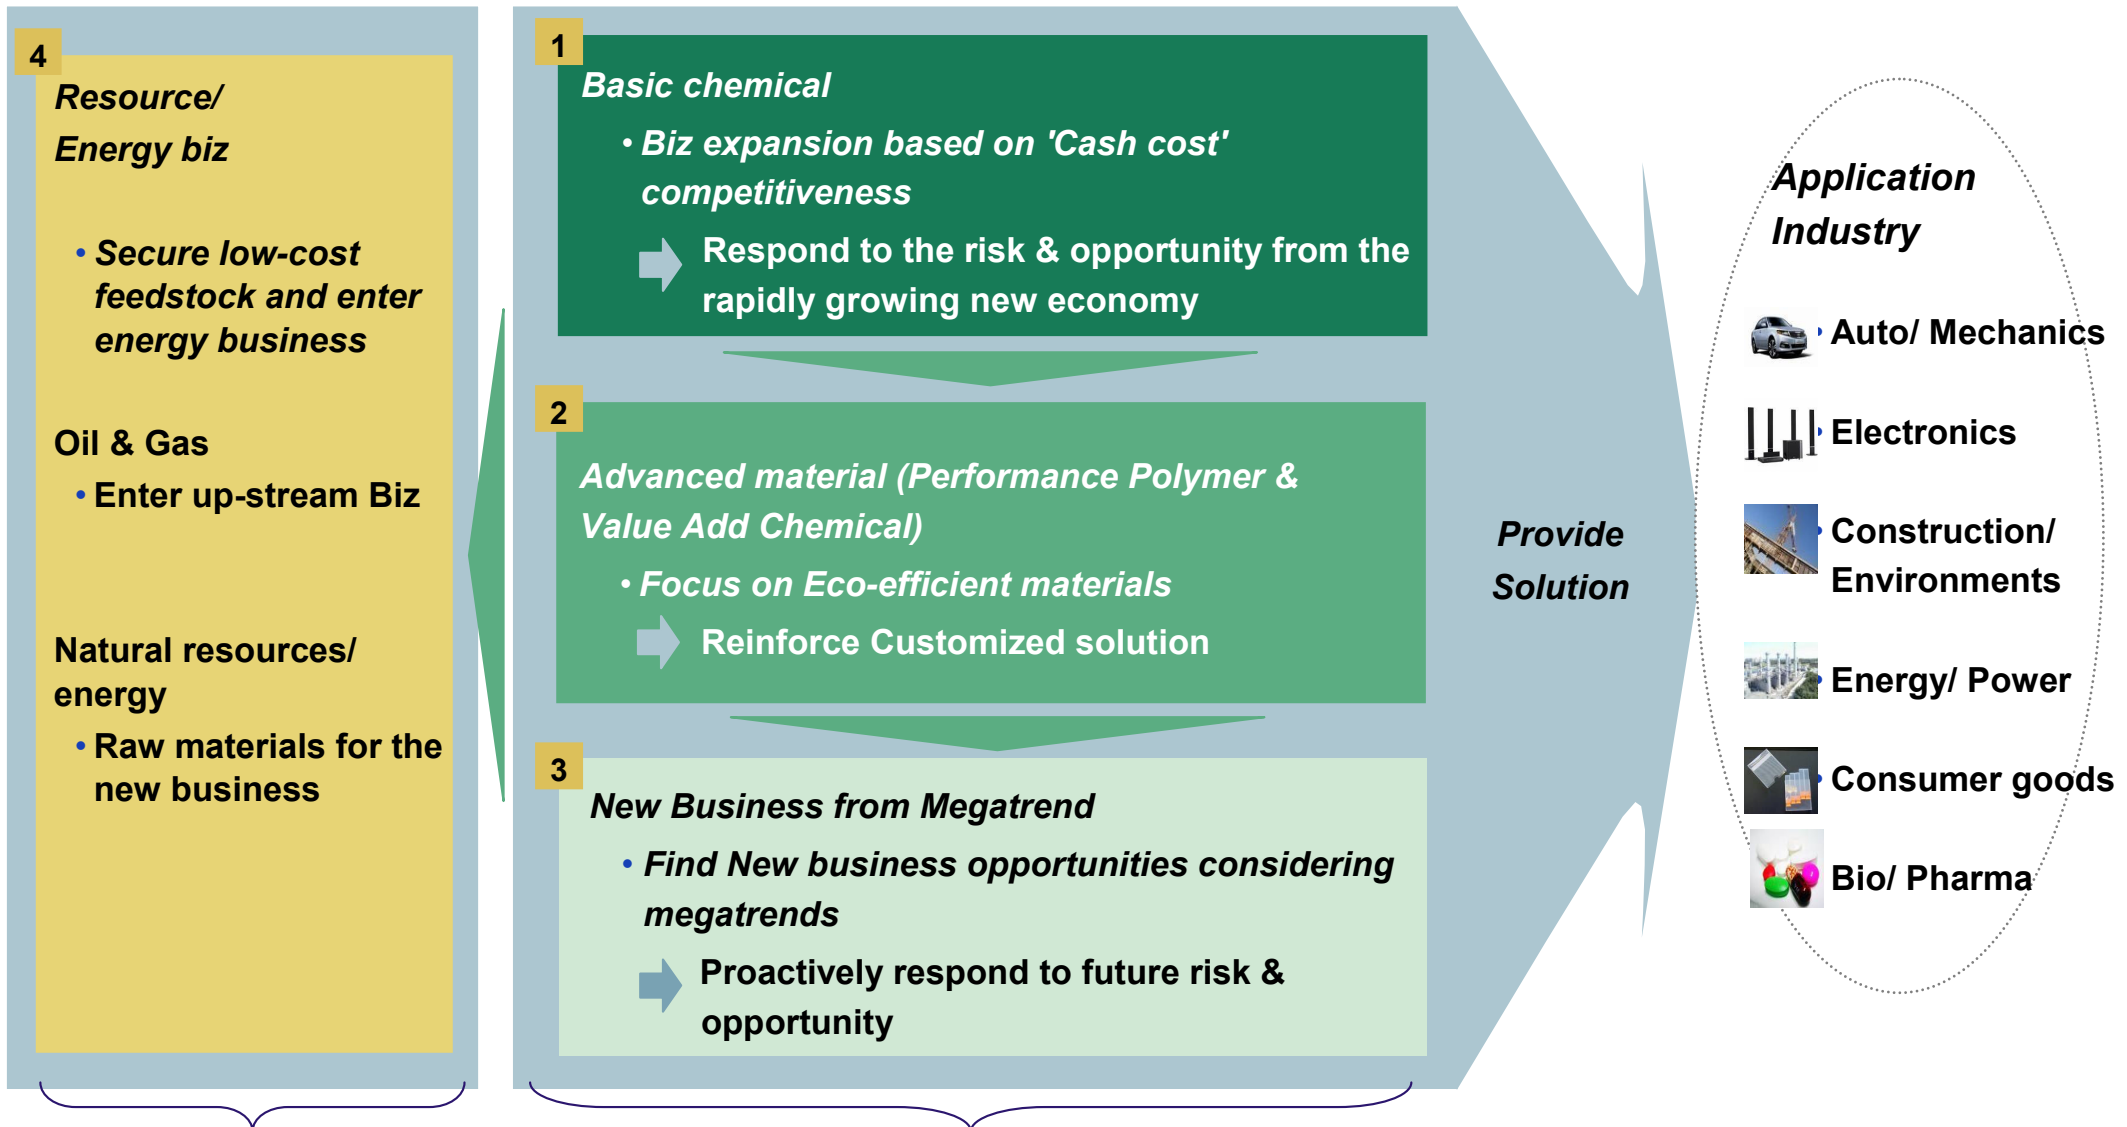 4
Resource/
Energy biz
• Secure low-cost
feedstock and enter
energy business
Oil & Gas
• Enter up-stream Biz
Natural resources/
energy
• Raw materials for the
new business
1
Basic chemical
• Biz expansion based on 'Cash cost'
competitiveness
Respond to the risk & opportunity from the
rapidly growing new economy
2
Advanced material (Performance Polymer &
Value Add Chemical)
• Focus on Eco-efficient materials
Reinforce Customized solution
3
New Business from Megatrend
• Find New business opportunities considering
megatrends
Proactively respond to future risk &
opportunity
Provide
Solution
Application
Industry
• Auto/ Mechanics
• Electronics
• Construction/
Environments
• Energy/ Power
• Consumer goods
Bio/ Pharma